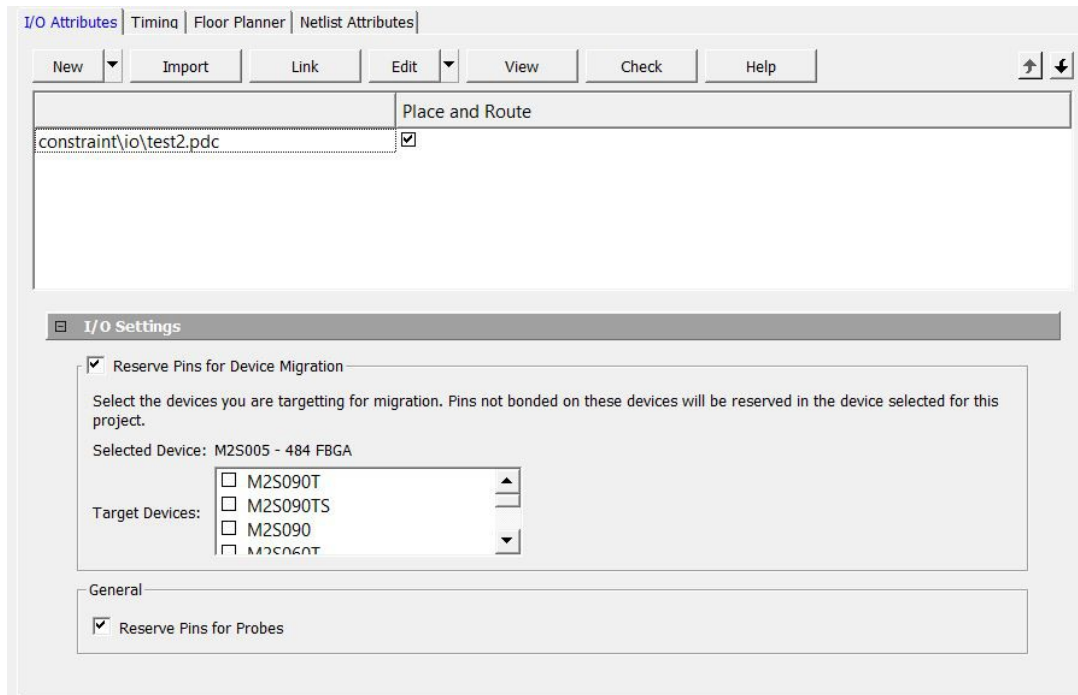 I/O Attributes Timing Floor Planner Netlist Attributes
New Import Link Edit View Check Help
Place and Route
constraint\io\test2.pdc
I/O Settings
Reserve Pins for Device Migration
Select the devices you are targetting for migration. Pins not bonded on these devices will be reserved in the device selected for this
project.
Selected Device: M2S005 - 484 FBGA
M2S090T
M2S090TS
Target Devices:
M2S090
M2S060T
General
Reserve Pins for Probes